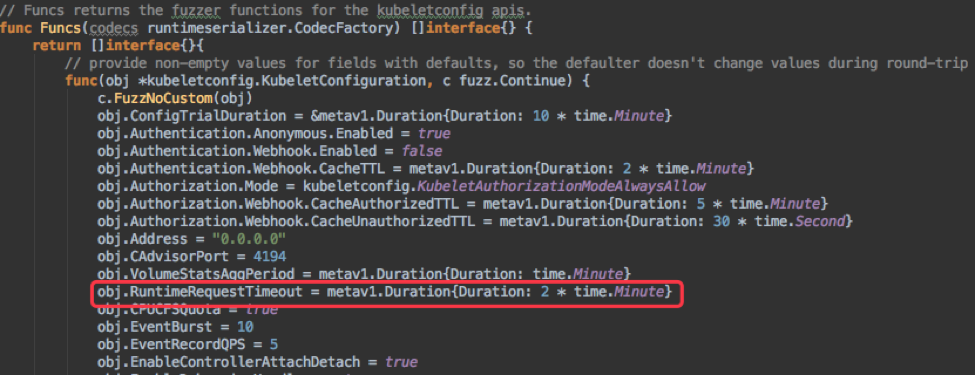 // Funcs returns the fuzzer functions for the kubeletconfig apis.
func Funcs(codecs runtimeserializer.CodecFactory) []interface{} {
return []interface{}{
// provide non-empty values for fields with defaults, so the defaulter doesn't change values during round-trip
func(obj *kubeletconfig.KubeletConfiguration, c fuzz.Continue) {
c.FuzzNoCustom(obj)
obj.ConfigTrialDuration = &metav1.Duration{Duration: 10 * time.Minute}
obj.Authentication.Anonymous.Enabled = true
obj.Authentication.Webhook.Enabled = false
obj.Authentication.Webhook.CacheTTL = metav1.Duration{Duration: 2 * time.Minute}
obj.Authorization.Mode = kubeletconfig.KubeletAuthorizationModeAlwaysAllow
obj.Authorization.Webhook.CacheAuthorizedTTL = metav1.Duration{Duration: 5 * time.Minute}
obj.Authorization.Webhook.CacheUnauthorizedTTL = metav1.Duration{Duration: 30 * time.Second}
obj.Address = "0.0.0.0"
obj.CAdvisorPort = 4194
obj.VolumeStatsAggPeriod = metav1.Duration{Duration: time.Minute}
obj.RuntimeRequestTimeout = metav1.Duration{Duration: 2 * time.Minute}
obj.CPUCFSQuota = true
obj.EventBurst = 10
obj.EventRecordQPS = 5
obj.EnableControllerAttachDetach = true